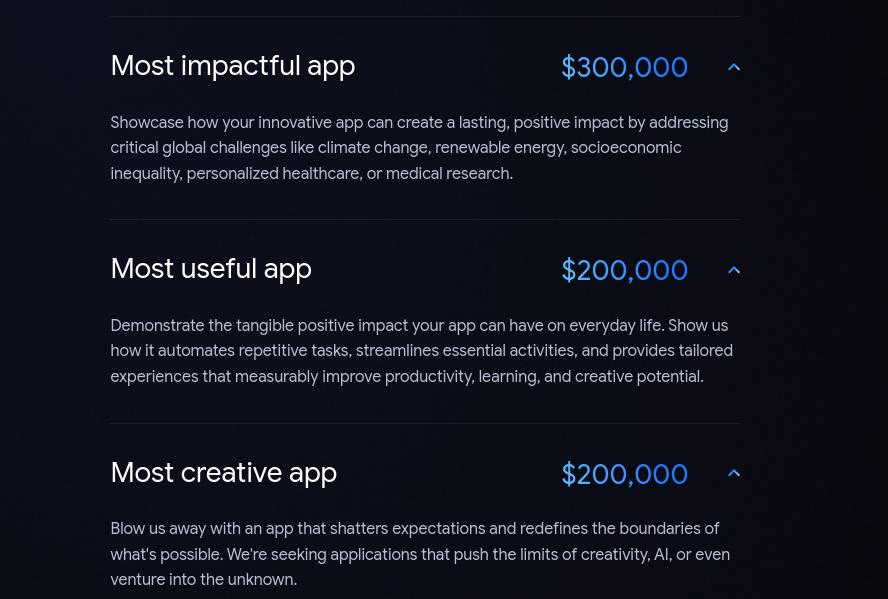 Most impactful app $300,000
Showcase how your innovative app can create a lasting, positive impact by addressing
critical global challenges like climate change, renewable energy, socioeconomic
inequality, personalized healthcare, or medical research.
Most useful app $200,000
Demonstrate the tangible positive impact your app can have on everyday life. Show us
how it automates repetitive tasks, streamlines essential activities, and provides tailored
experiences that measurably improve productivity, learning, and creative potential.
Most creative app $200,000
Blow us away with an app that shatters expectations and redefines the boundaries of
what's possible. We're seeking applications that push the limits of creativity, AI, or even
venture into the unknown.